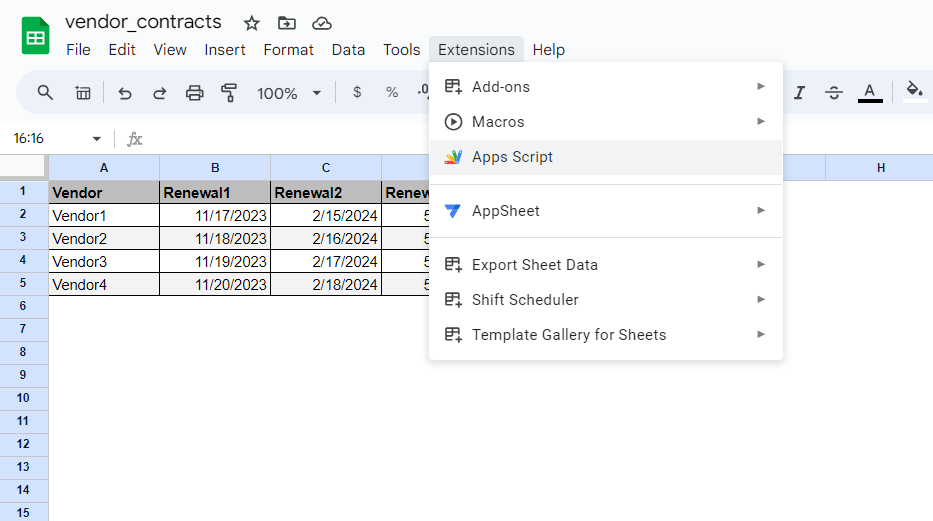 vendor_contracts
File Edit View Insert Format Data Tools Extensions Help
100% $ % .0 I S A
16:16 fx
Add-ons
Macros
Apps Script
AppSheet
Export Sheet Data
Shift Scheduler
Template Gallery for Sheets
A B C H
1 Vendor Renewal1 Renewal2 Renew
2 Vendor1 11/17/2023 2/15/2024 5
3 Vendor2 11/18/2023 2/16/2024 5
4 Vendor3 11/19/2023 2/17/2024 5
5 Vendor4 11/20/2023 2/18/2024 5
6
7
8
9
10
11
12
13
14
15